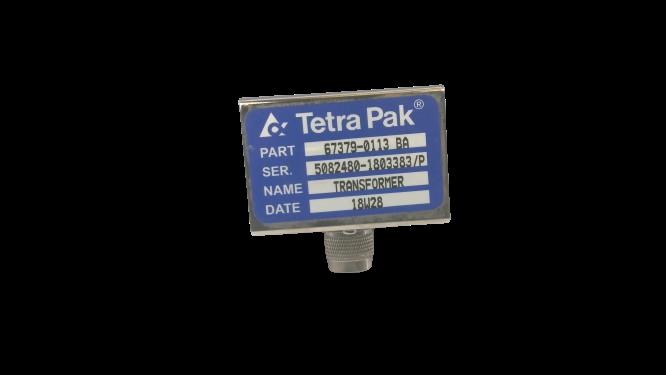 Tetra Pak®
PART 67379-0113 BA
SER. 5082480-1803383/P
NAME TRANSFORMER
DATE 18W28